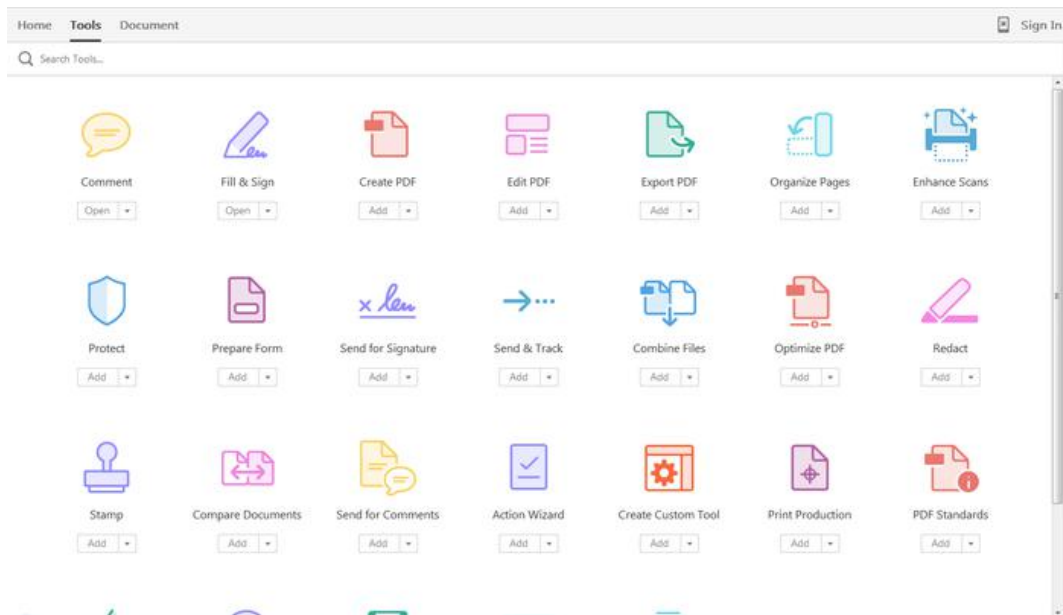 Home Tools Document Sign In
Search Tools...
Comment Fill & Sign Create PDF Edit PDF Export PDF Organize Pages Enhance Scans
Open Open Add Add Add Add Add
Protect Prepare Form Send for Signature Send & Track Combine Files Optimize PDF Redact
Add Add Add Add Add Add Add
Stamp Compare Documents Send for Comments Action Wizard Create Custom Tool Print Production PDF Standards
Add Add Add Add Add Add Add